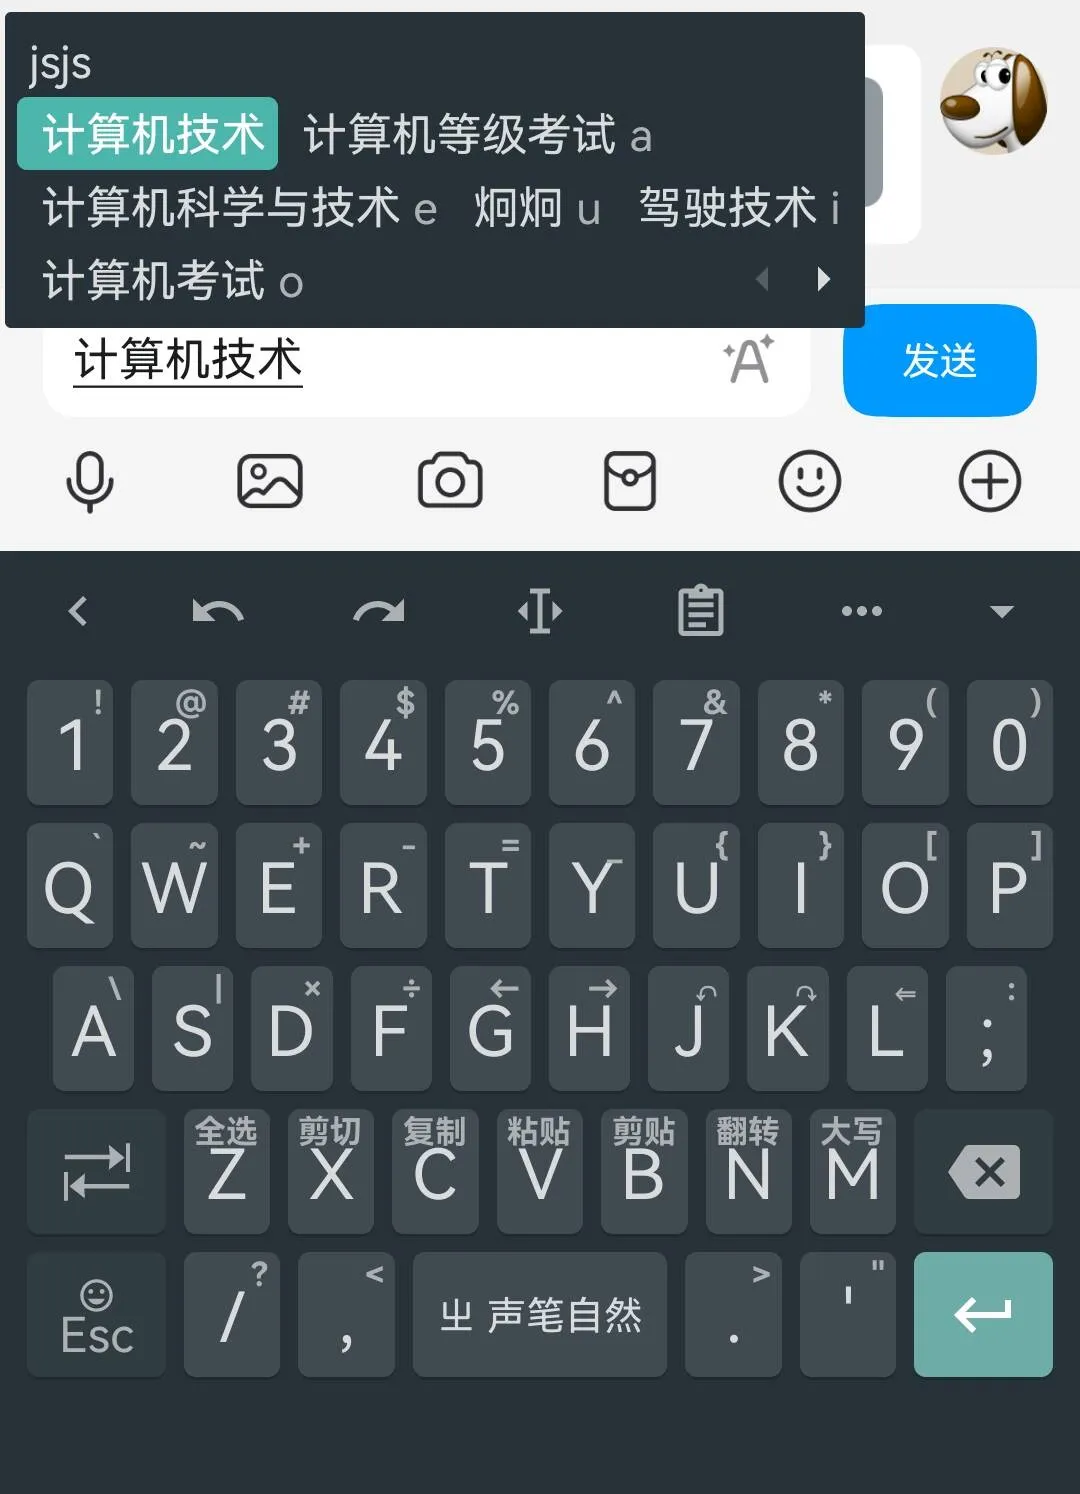 jsjs
计算机技术 计算机等级考试 a
计算机科学与技术 e 炯炯 u 驾驶技术 i
计算机考试 o
计算机技术
发送
! @ # $ % ^ & * ( )
1 2 3 4 5 6 7 8 9 0
` ~ + - = _ { } [ ]
Q W E R T Y U I O P
\ | × ÷ ← → ↶ ↷ ⇐ :
A S D F G H J K L ;
全选 剪切 复制 粘贴 剪贴 翻转 大写
Z X C V B N M
? < > "
Esc / , 㞢 声笔自然 . '